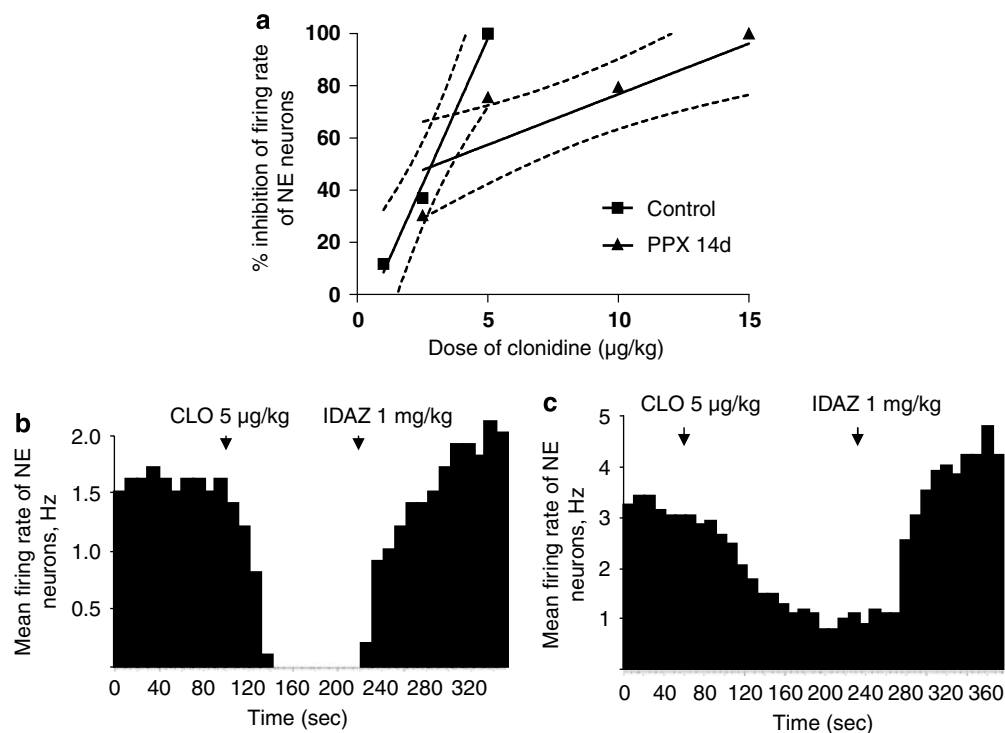 a
% inhibition of firing rate
of NE neurons
100
80
60
40
20
0
0
5
10
15
Control
PPX 14d
Dose of clonidine (µg/kg)
b
CLO 5 µg/kg
IDAZ 1 mg/kg
Mean firing rate of NE
neurons, Hz
2.0
1.5
1.0
0.5
0
40
80
120
160
200
240
280
320
Time (sec)
c
CLO 5 µg/kg
IDAZ 1 mg/kg
Mean firing rate of NE
neurons, Hz
5
4
3
2
1
0
40
80
120
160
200
240
280
320
360
Time (sec)